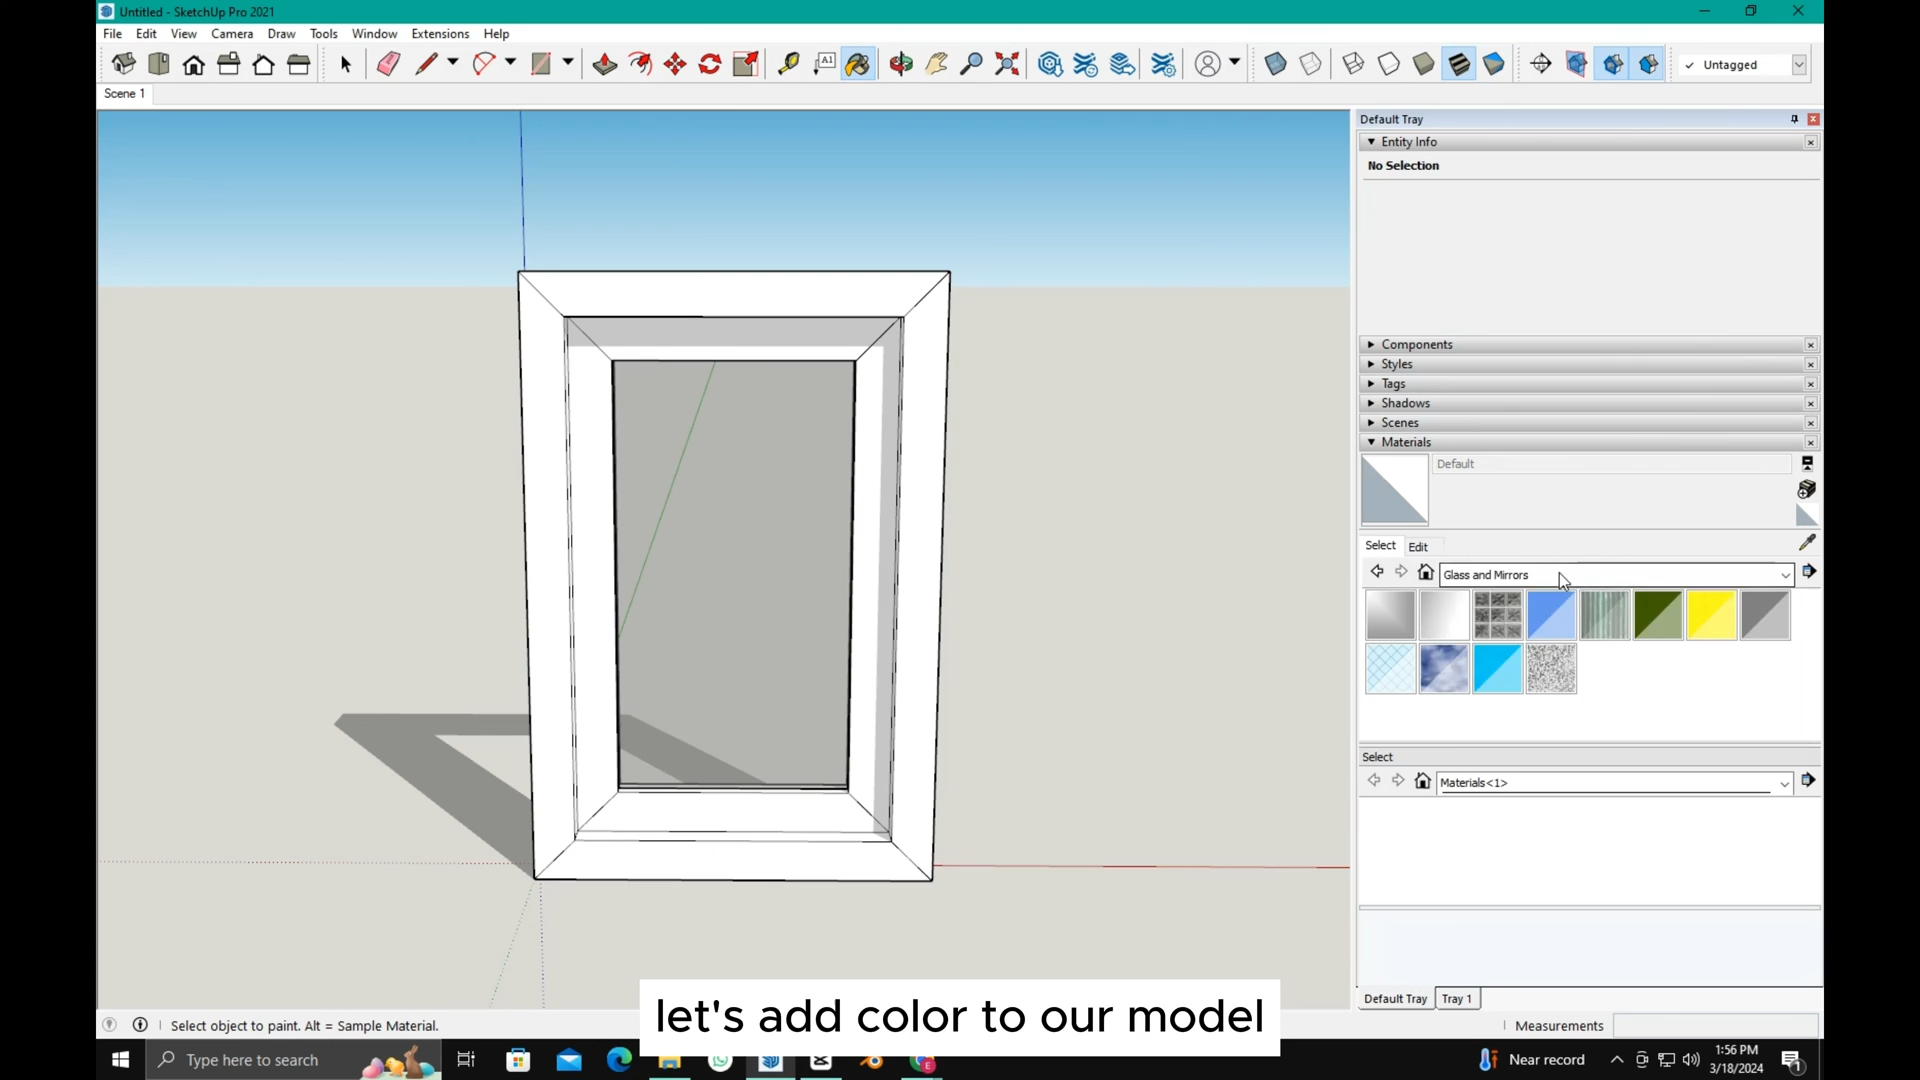 Untitled - SketchUp Pro 2021
File Edit View Camera Draw Tools Window Extensions Help
A1
Untagged
Scene 1
Default Tray
Entity Info
No Selection
Components
Styles
Tags
Shadows
Scenes
Materials
Default
Select Edit
Glass and Mirrors
Select
Materials<1>
Default Tray Tray 1
Select object to paint. Alt = Sample Material.
Measurements
let's add color to our model
Type here to search
Near record
1:56 PM
3/18/2024
1